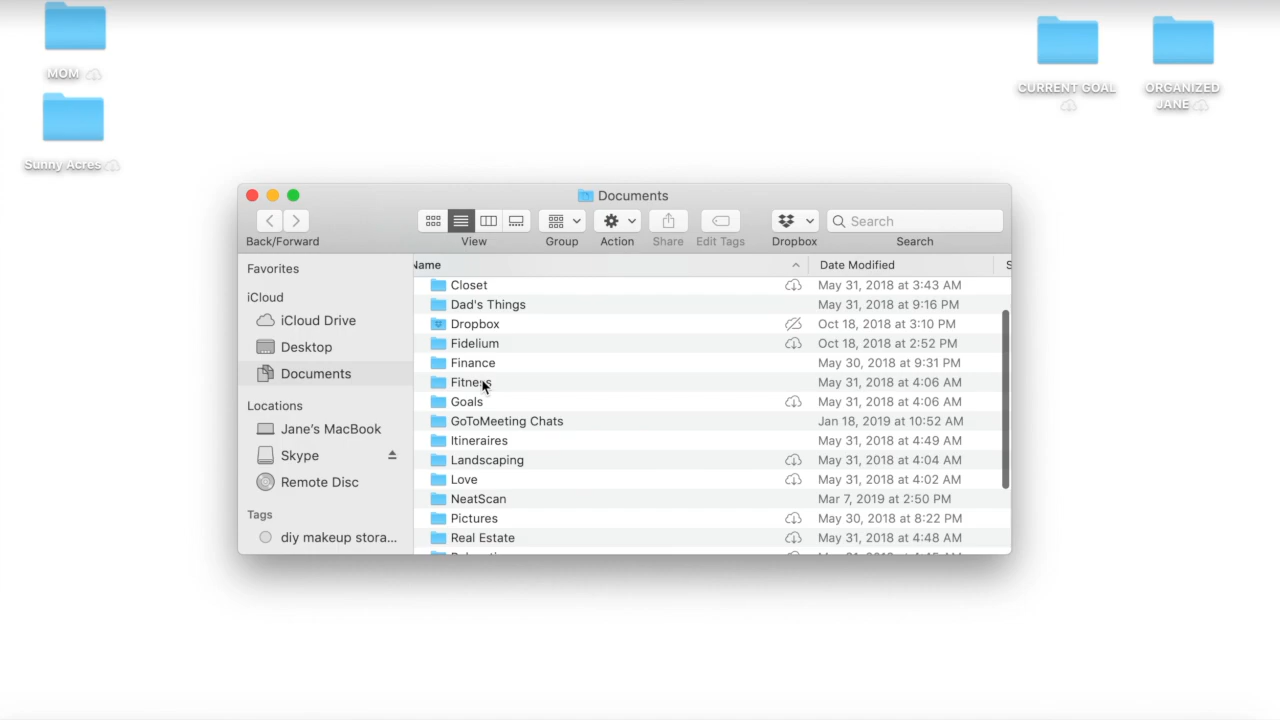 MOM
Sunny Acres
CURRENT GOAL
ORGANIZED
JANE
Documents
Search
Back/Forward
View
Group
Action
Share
Edit Tags
Dropbox
Search
Favorites
iCloud
iCloud Drive
Desktop
Documents
Locations
Jane's MacBook
Skype
Remote Disc
Tags
diy makeup stora...
Name Date Modified S
Closet May 31, 2018 at 3:43 AM
Dad's Things May 31, 2018 at 9:16 PM
Dropbox Oct 18, 2018 at 3:10 PM
Fidelium Oct 18, 2018 at 2:52 PM
Finance May 30, 2018 at 9:31 PM
Fitness May 31, 2018 at 4:06 AM
Goals May 31, 2018 at 4:06 AM
GoToMeeting Chats Jan 18, 2019 at 10:52 AM
Itineraires May 31, 2018 at 4:49 AM
Landscaping May 31, 2018 at 4:04 AM
Love May 31, 2018 at 4:02 AM
NeatScan Mar 7, 2019 at 2:50 PM
Pictures May 30, 2018 at 8:22 PM
Real Estate May 31, 2018 at 4:48 AM